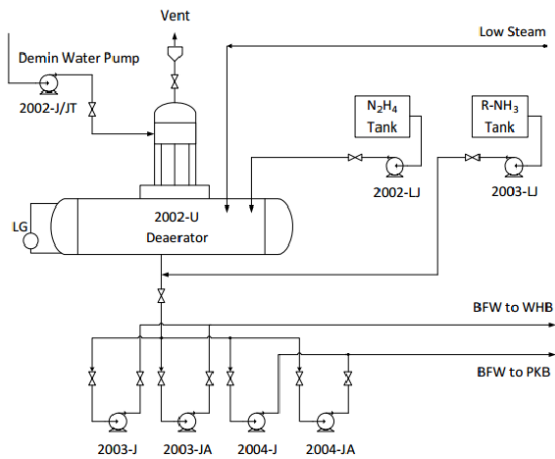 Vent
Low Steam
Demin Water Pump
2002-J/JT
N₂H₄
Tank
R-NH₃
Tank
2002-LJ
2003-LJ
2002-U
Deaerator
LG
BFW to WHB
BFW to PKB
2003-J
2003-JA
2004-J
2004-JA